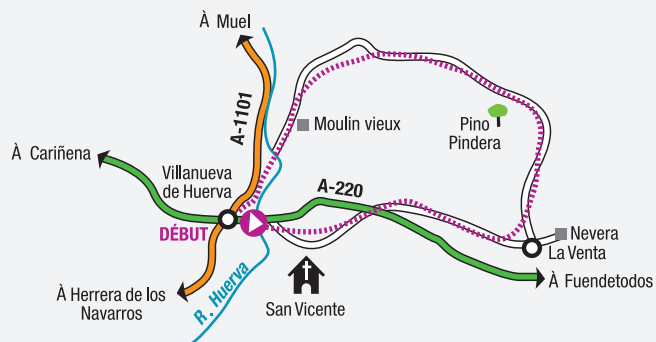 À Muel
A-1101
Moulin vieux
Pino
Pindera
À Cariñena
Villanueva
de Huerva
A-220
DÉBUT
Nevera
La Venta
À Fuendetodos
À Herrera de los
Navarros
R. Huerva
San Vicente